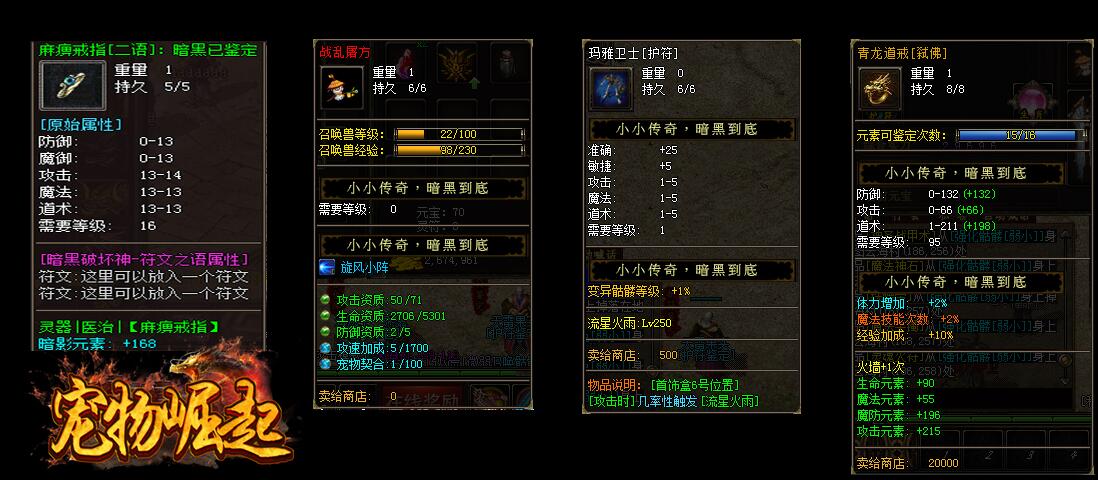 麻痹戒指[二语]：暗黑已鉴定
重量 1
持久 5/5
[原始属性]
防御: 0-13
魔御: 0-13
攻击: 13-14
魔法: 13-13
道术: 13-13
需要等级: 16
[暗黑破坏神-符文之语属性]
符文:这里可以放入一个符文
符文:这里可以放入一个符文
灵器|医治|【麻痹戒指】
暗影元素: +168
宠物崛起
战乱屠方
重量 1
持久 6/6
召唤兽等级: 22/100
召唤兽经验: 98/230
小小传奇，暗黑到底
需要等级: 0
元宝: 70
小小传奇，暗黑到底
2,674,961
旋风小阵
攻击资质:50/71
生命资质:2706/5301
防御资质:2/5
攻速加成:5/1700
宠物契合:1/100
卖给商店: 0
玛雅卫士[护符]
重量 0
持久 6/6
小小传奇，暗黑到底
准确: +25
敏捷: +5
攻击: 1-5
魔法: 1-5
道术: 1-5
需要等级: 1
小小传奇，暗黑到底
变异骷髅等级: +1%
流星火雨:Lv250
卖给商店: 500
物品说明: [首饰盒6号位置]
[攻击时]几率性触发[流星火雨]
青龙道戒[弑佛]
重量 1
持久 8/8
元素可鉴定次数: 15/16
小小传奇，暗黑到底
防御: 0-132 (+132)
攻击: 0-66 (+66)
道术: 1-211 (+198)
需要等级: 95
小小传奇，暗黑到底
体力增加: +2%
魔法技能次数: +2%
经验加成: +10%
火墙+1次
生命元素: +90
魔法元素: +55
魔防元素: +196
攻击元素: +215
卖给商店: 20000